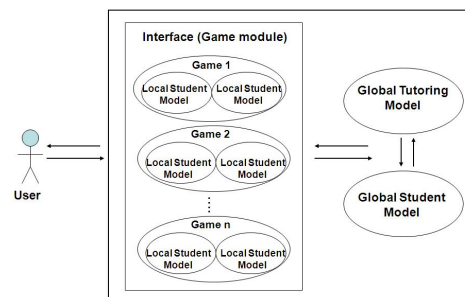 Interface (Game module)
Game 1
Local Student Model
Local Student Model
Game 2
Local Student Model
Local Student Model
Game n
Local Student Model
Local Student Model
User
Global Tutoring
Model
Global Student
Model